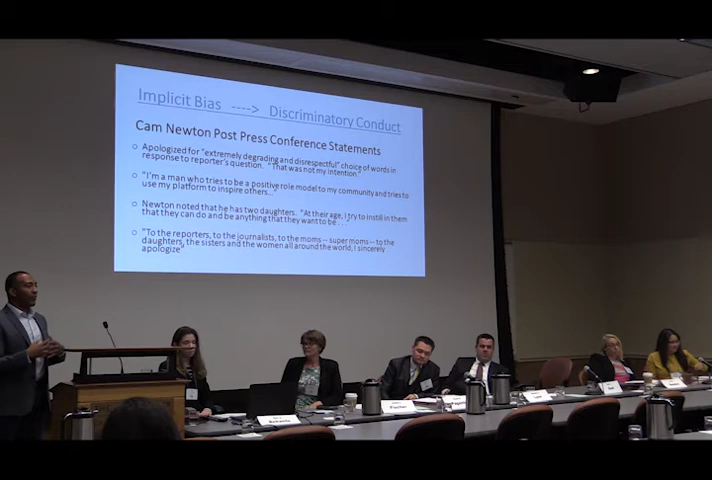 Implicit Bias ----> Discriminatory Conduct
Cam Newton Post Press Conference Statements
Apologized for "extremely degrading and disrespectful" choice of words in
response to reporter's question. "That was not my intention."
"I'm a man who tries to be a positive role model to my community and tries to
use my platform to inspire others..."
Newton noted that he has two daughters. "At their age, I try to instill in them
that they can do and be anything that they want to be . . .
"To the reporters, to the journalists, to the moms -- super moms -- to the
daughters, the sisters and the women all around the world, I sincerely
apologize"